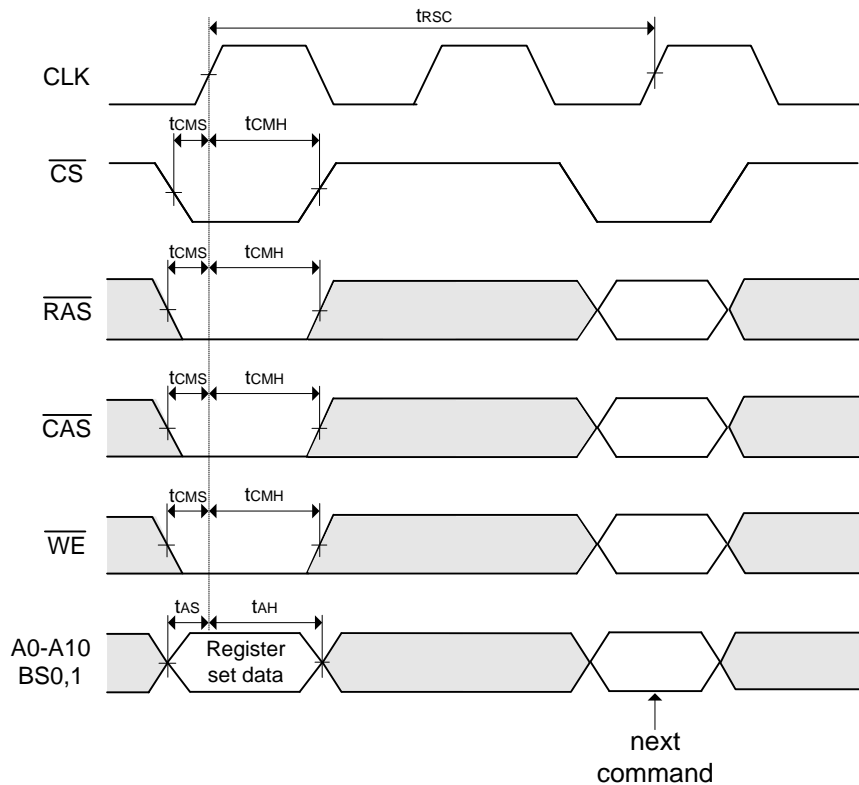 tRSC
CLK
tCMS tCMH
CS
tCMS tCMH
RAS
tCMS tCMH
CAS
tCMS tCMH
WE
tAS tAH
A0-A10
BS0,1
Register
set data
next
command